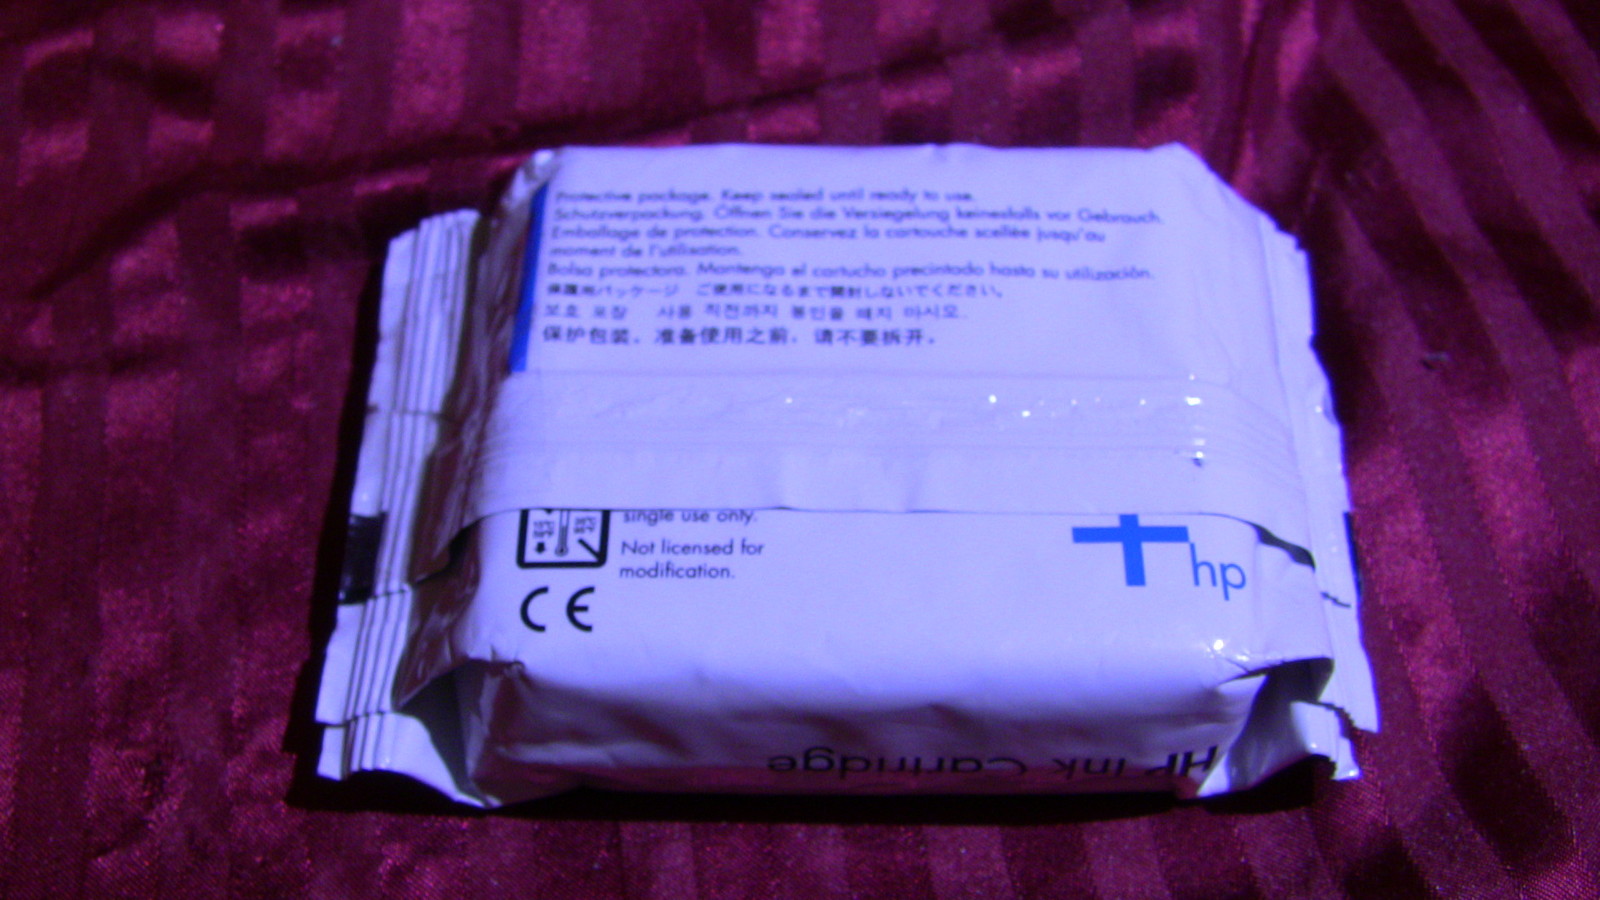 Protective package. Keep sealed until ready to use.
Schutzverpackung. Öffnen Sie die Versiegelung keinesfalls vor Gebrauch.
Emballage de protection. Conservez la cartouche scellée jusqu'au
moment de l'utilisation.
Bolsa protectora. Mantenga el cartucho precintado hasta su utilización.
保護用パッケージ ご使用になるまで開封しないでください。
보호 포장 사용 직전까지 봉인을 떼지 마시오.
保护包装。准备使用之前，请不要拆开。
single use only.
Not licensed for
modification.
CE
hp
HP Ink Cartridge